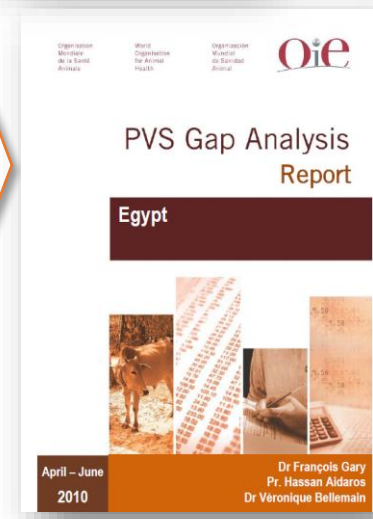 Organisation
Mondiale
de la Santé
Animale
World
Organisation
for Animal
Health
Organización
Mundial
de Sanidad
Animal
Oie
PVS Gap Analysis
Report
Egypt
April – June
2010
Dr François Gary
Pr. Hassan Aidaros
Dr Véronique Bellemain